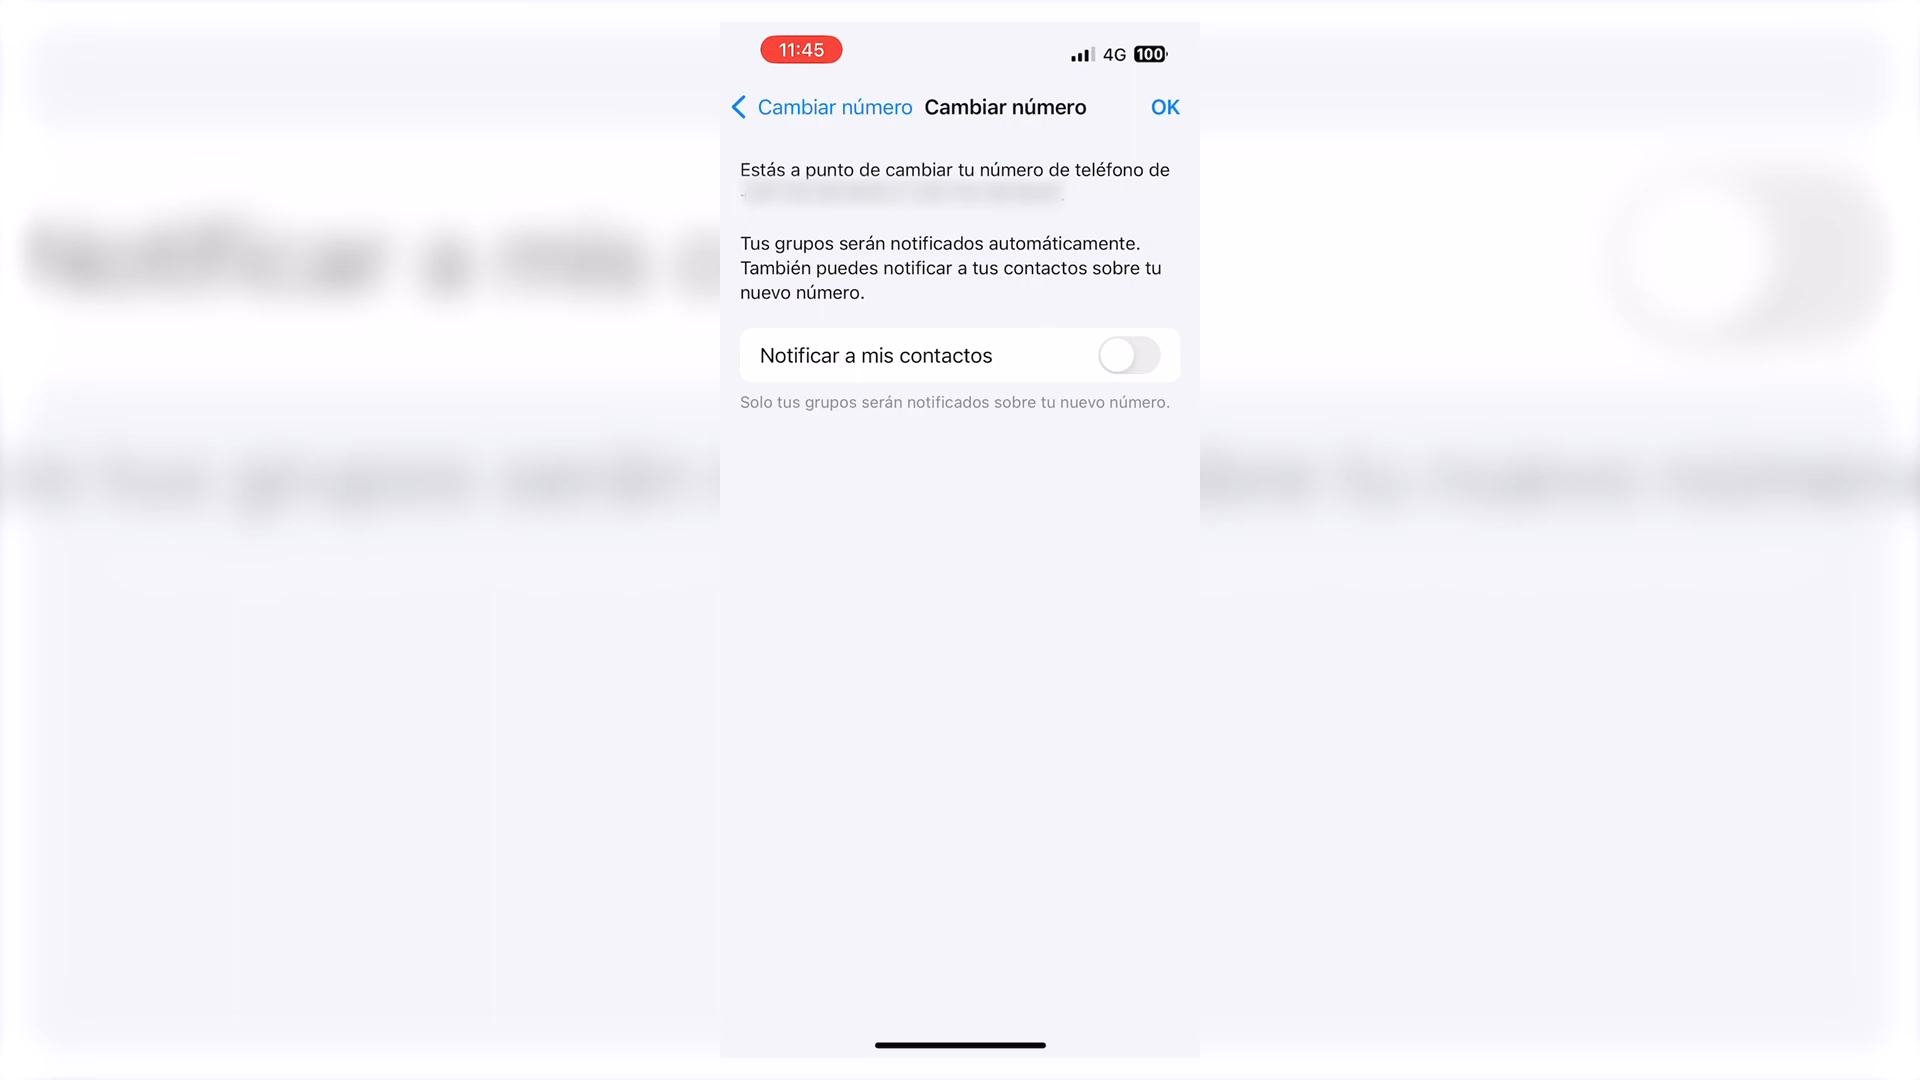 11:45
4G 100
Cambiar número Cambiar número OK
Estás a punto de cambiar tu número de teléfono de
Tus grupos serán notificados automáticamente.
También puedes notificar a tus contactos sobre tu
nuevo número.
Notificar a mis contactos
Solo tus grupos serán notificados sobre tu nuevo número.